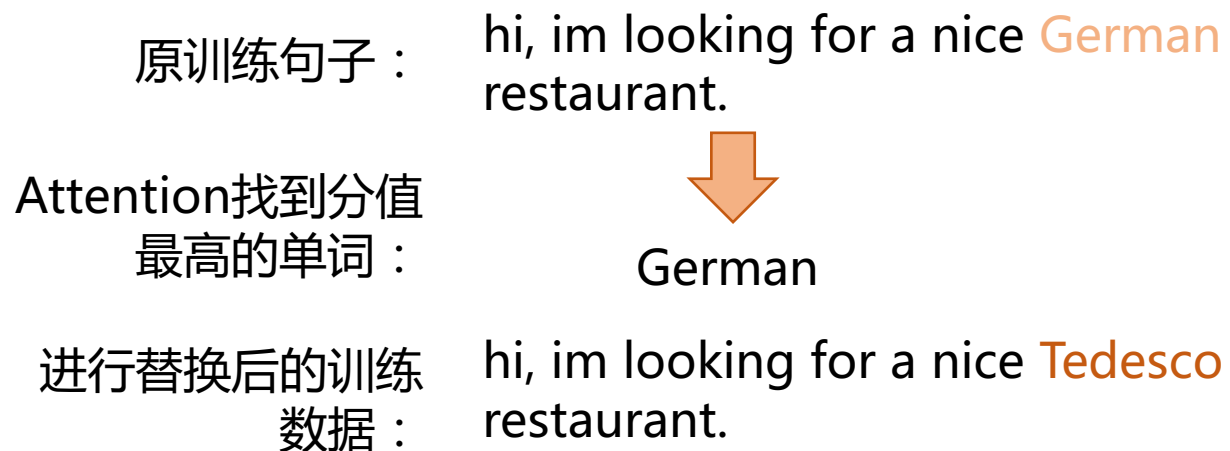 原训练句子：
hi, im looking for a nice German
restaurant.
Attention找到分值
最高的单词：
German
进行替换后的训练
数据：
hi, im looking for a nice Tedesco
restaurant.